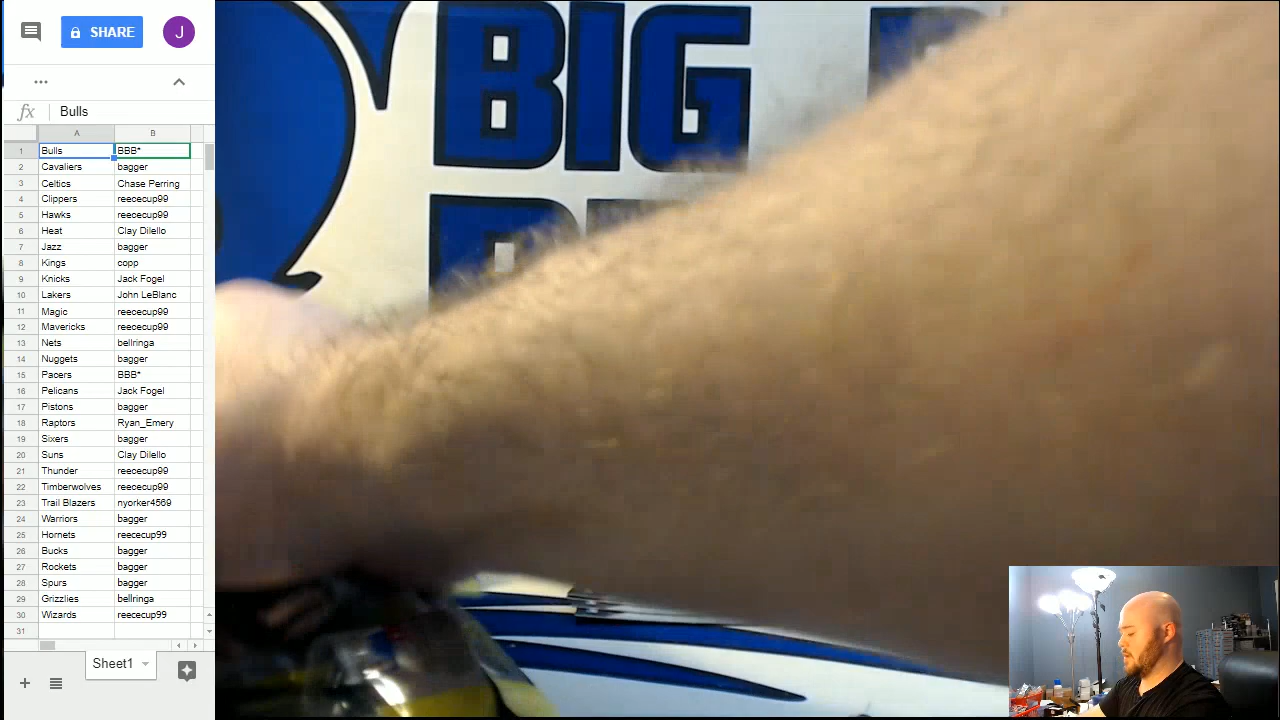 SHARE
J
...
fx Bulls
A B
1 Bulls BBB*
2 Cavaliers bagger
3 Celtics Chase Perring
4 Clippers reececup99
5 Hawks reececup99
6 Heat Clay Dilello
7 Jazz bagger
8 Kings copp
9 Knicks Jack Fogel
10 Lakers John LeBlanc
11 Magic reececup99
12 Mavericks reececup99
13 Nets bellringa
14 Nuggets bagger
15 Pacers BBB*
16 Pelicans Jack Fogel
17 Pistons bagger
18 Raptors Ryan_Emery
19 Sixers bagger
20 Suns Clay Dilello
21 Thunder reececup99
22 Timberwolves reececup99
23 Trail Blazers nyorker4569
24 Warriors bagger
25 Hornets reececup99
26 Bucks bagger
27 Rockets bagger
28 Spurs bagger
29 Grizzlies bellringa
30 Wizards reececup99
31
Sheet1
BIG